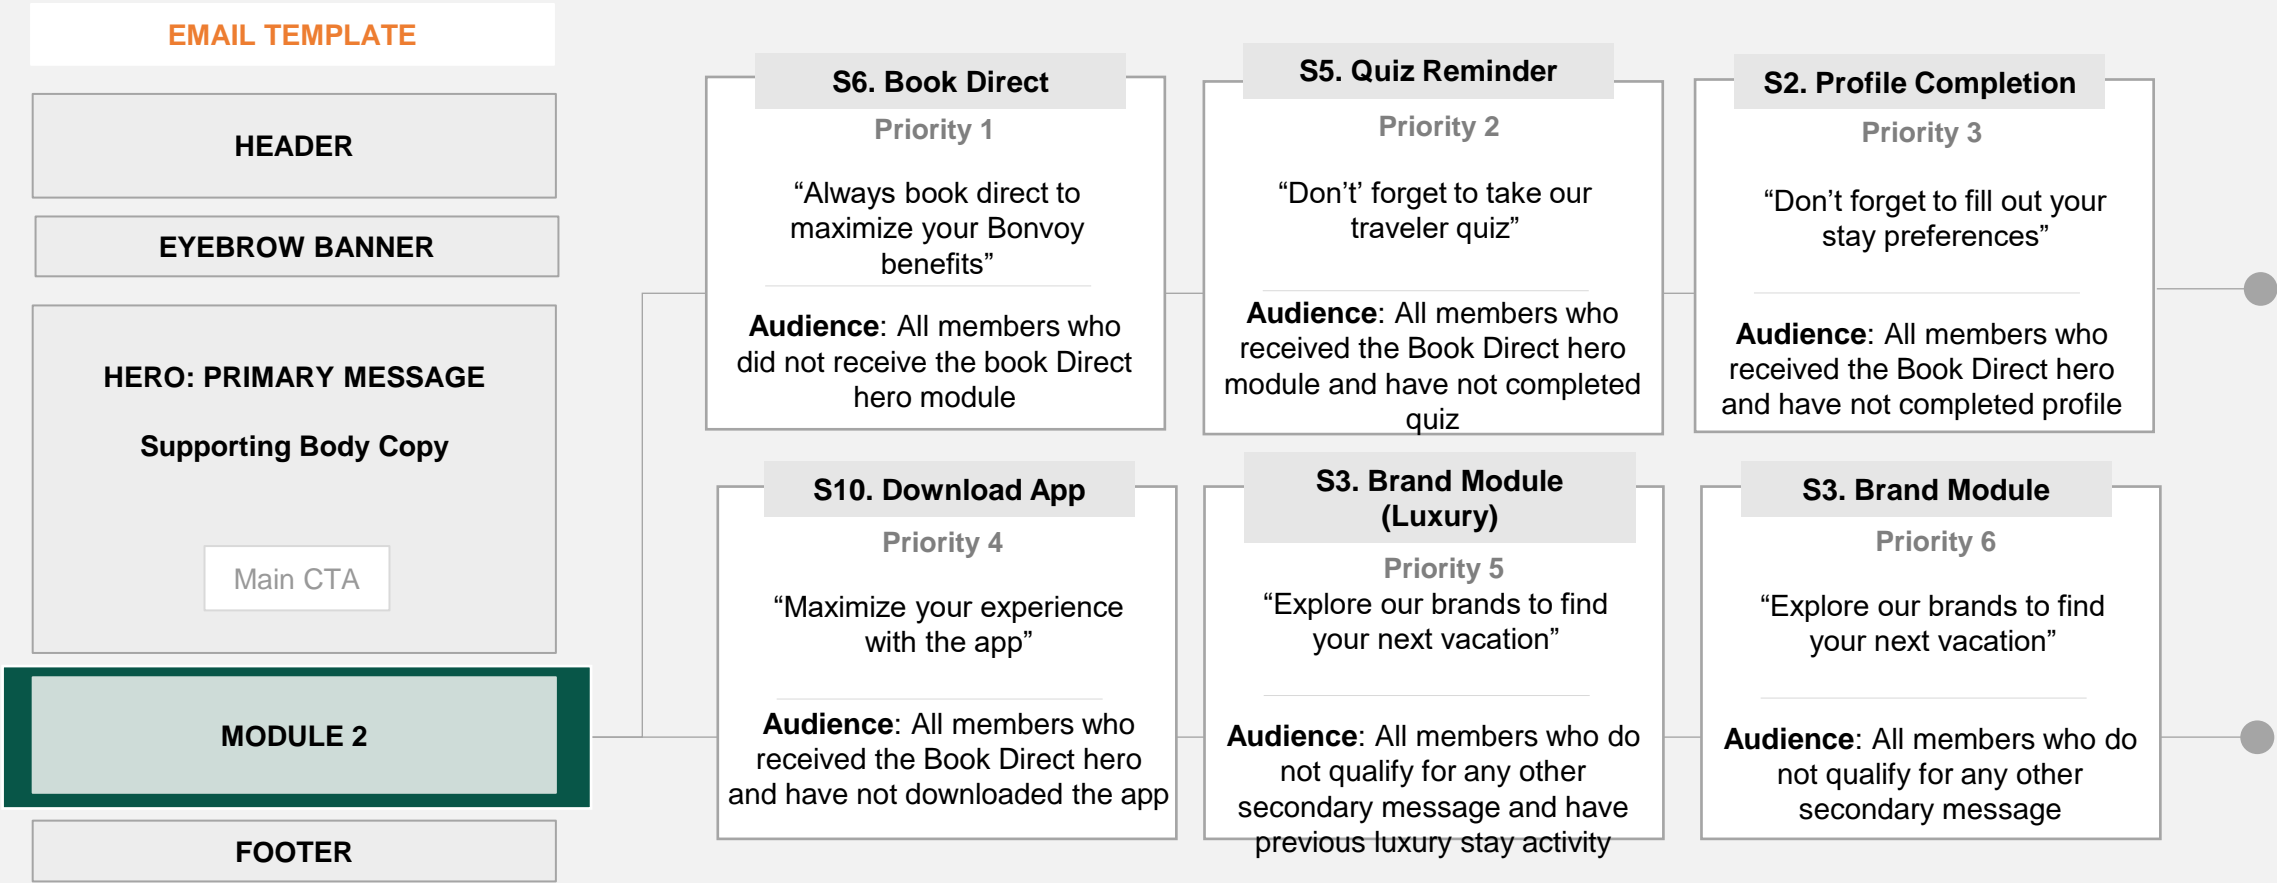 EMAIL TEMPLATE
HEADER
EYEBROW BANNER
HERO: PRIMARY MESSAGE
Supporting Body Copy
Main CTA
MODULE 2
FOOTER
S6. Book Direct
Priority 1
“Always book direct to
maximize your Bonvoy
benefits”
Audience: All members who
did not receive the book Direct
hero module
S5. Quiz Reminder
Priority 2
“Don’t’ forget to take our
traveler quiz”
Audience: All members who
received the Book Direct hero
module and have not completed
quiz
S2. Profile Completion
Priority 3
“Don’t forget to fill out your
stay preferences”
Audience: All members who
received the Book Direct hero
and have not completed profile
S10. Download App
Priority 4
“Maximize your experience
with the app”
Audience: All members who
received the Book Direct hero
and have not downloaded the app
S3. Brand Module
(Luxury)
Priority 5
“Explore our brands to find
your next vacation”
Audience: All members who do
not qualify for any other
secondary message and have
previous luxury stay activity
S3. Brand Module
Priority 6
“Explore our brands to find
your next vacation”
Audience: All members who do
not qualify for any other
secondary message